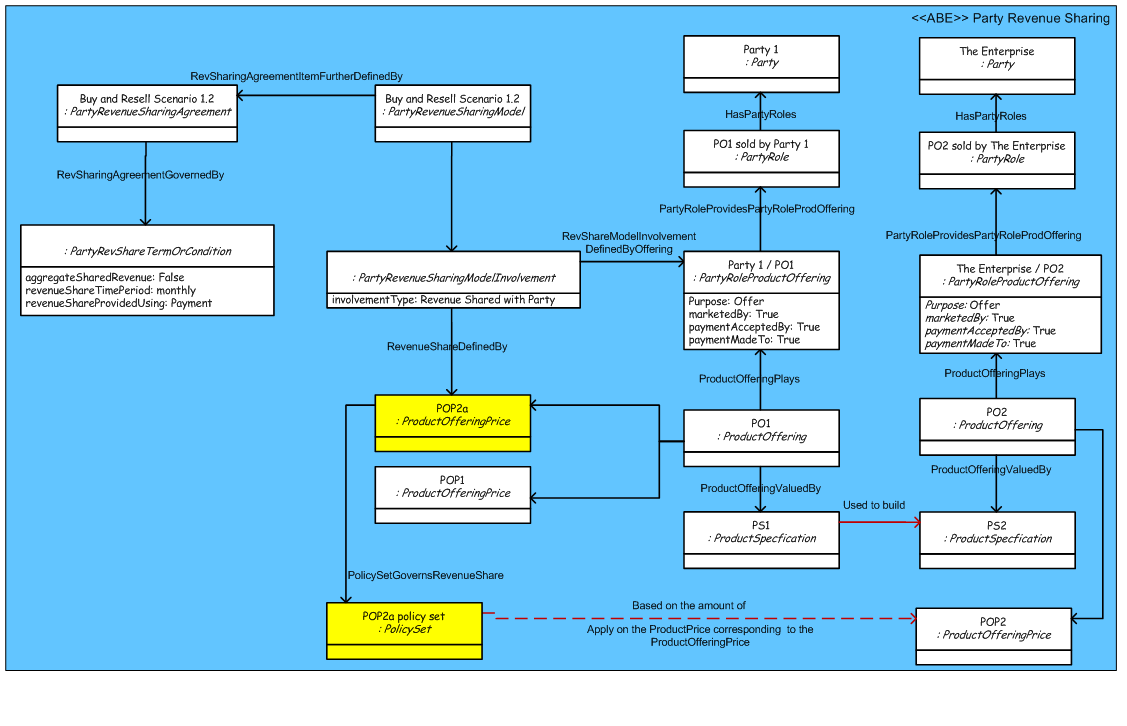 <<ABE>> Party Revenue Sharing
Party 1
: Party
The Enterprise
: Party
RevSharingAgreementItemFurtherDefinedBy
Buy and Resell Scenario 1.2
: PartyRevenueSharingAgreement
Buy and Resell Scenario 1.2
: PartyRevenueSharingModel
HasPartyRoles
HasPartyRoles
PO1 sold by Party 1
: PartyRole
PO2 sold by The Enterprise
: PartyRole
RevSharingAgreementGovernedBy
PartyRoleProvidesPartyRoleProdOffering
PartyRoleProvidesPartyRoleProdOffering
: PartyRevShareTermOrCondition
aggregateSharedRevenue: False
revenueShareTimePeriod: monthly
revenueShareProvidedUsing: Payment
: PartyRevenueSharingModelInvolvement
involvementType: Revenue Shared with Party
RevShareModelInvolvement
DefinedByOffering
Party 1 / PO1
: PartyRoleProductOffering
Purpose: Offer
marketedBy: True
paymentAcceptedBy: True
paymentMadeTo: True
The Enterprise / PO2
: PartyRoleProductOffering
Purpose: Offer
marketedBy: True
paymentAcceptedBy: True
paymentMadeTo: True
RevenueShareDefinedBy
ProductOfferingPlays
ProductOfferingPlays
POP2a
: ProductOfferingPrice
PO1
: ProductOffering
PO2
: ProductOffering
POP1
: ProductOfferingPrice
ProductOfferingValuedBy
ProductOfferingValuedBy
PS1
: ProductSpecfication
Used to build
PS2
: ProductSpecfication
PolicySetGovernsRevenueShare
POP2a policy set
: PolicySet
Based on the amount of
Apply on the ProductPrice corresponding to the
ProductOfferingPrice
POP2
: ProductOfferingPrice